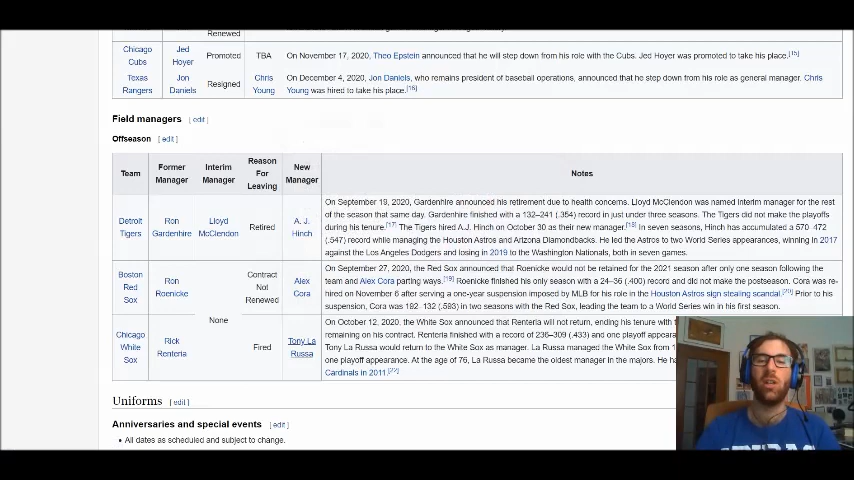 Renewed
Chicago Cubs Jed Hoyer Promoted TBA On November 17, 2020, Theo Epstein announced that he will step down from his role with the Cubs. Jed Hoyer was promoted to take his place.[15]
Texas Rangers Jon Daniels Resigned Chris Young On December 4, 2020, Jon Daniels, who remains president of baseball operations, announced that he step down from his role as general manager. Chris
Young was hired to take his place.[16]
Field managers [ edit ]
Offseason [ edit ]
Team Former Manager Interim Manager Reason For Leaving New Manager Notes
Detroit Tigers Ron Gardenhire Lloyd McClendon Retired A. J. Hinch On September 19, 2020, Gardenhire announced his retirement due to health concerns. Lloyd McClendon was named Interim manager for the rest
of the season that same day. Gardenhire finished with a 132–241 (.354) record in just under three seasons. The Tigers did not make the playoffs
during his tenure.[17] The Tigers hired A.J. Hinch on October 30 as their new manager.[18] In seven seasons, Hinch has accumulated a 570–472
(.547) record while managing the Houston Astros and Arizona Diamondbacks. He led the Astros to two World Series appearances, winning in 2017
against the Los Angeles Dodgers and losing in 2019 to the Washington Nationals, both in seven games.
Boston Red Sox Ron Roenicke None Contract Not Renewed Alex Cora On September 27, 2020, the Red Sox announced that Roenicke would not be retained for the 2021 season after only one season following the
team and Alex Cora parting ways.[19] Roenicke finished his only season with a 24–36 (.400) record and did not make the postseason. Cora was re-
hired on November 6 after serving a one-year suspension imposed by MLB for his role in the Houston Astros sign stealing scandal.[20] Prior to his
suspension, Cora was 192–132 (.593) in two seasons with the Red Sox, leading the team to a World Series win in his first season.
Chicago White Sox Rick Renteria Fired Tony La Russa On October 12, 2020, the White Sox announced that Renteria will not return, ending his tenure with
remaining on his contract. Renteria finished with a record of 236–309 (.433) and one playoff appearance
Tony La Russa would return to the White Sox as manager. La Russa managed the White Sox from
one playoff appearance. At the age of 76, La Russa became the oldest manager in the majors. He
Cardinals in 2011.[22]
Uniforms [ edit ]
Anniversaries and special events [ edit ]
• All dates as scheduled and subject to change.